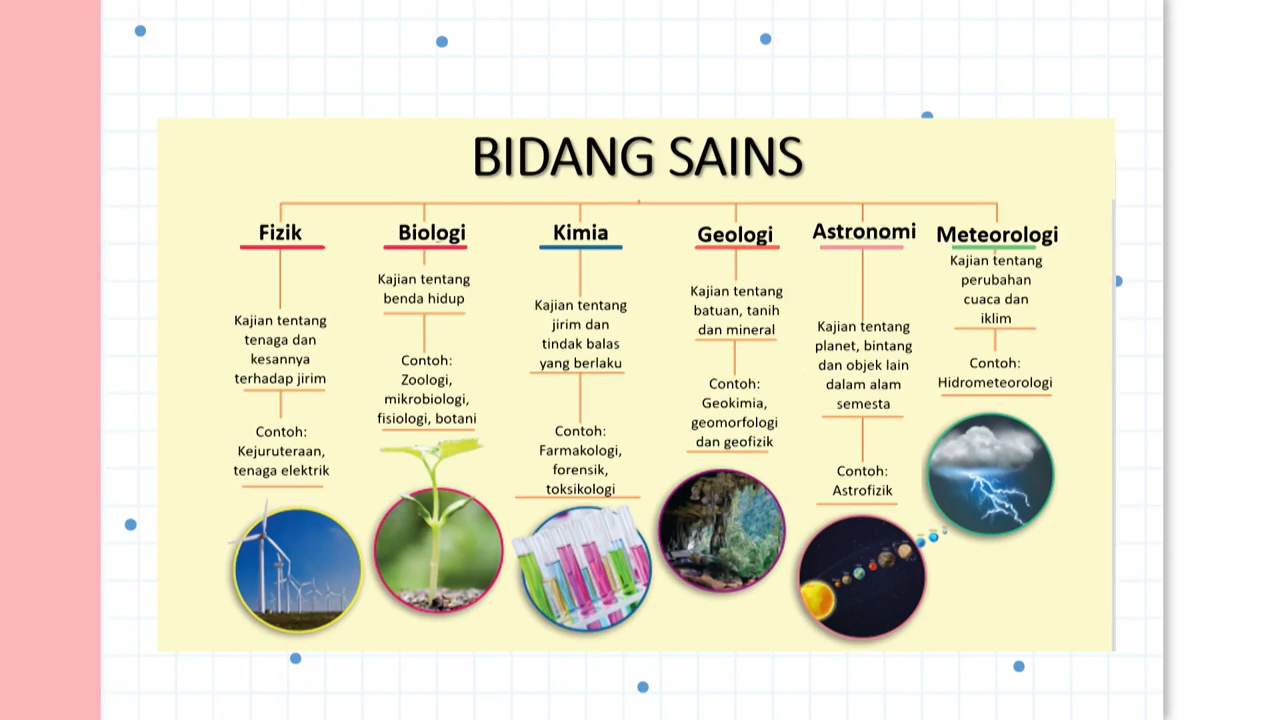 BIDANG SAINS
Fizik
Kajian tentang
tenaga dan
kesannya
terhadap jirim
Contoh:
Kejuruteraan,
tenaga elektrik
Biologi
Kajian tentang
benda hidup
Contoh:
Zoologi,
mikrobiologi,
fisiologi, botani
Kimia
Kajian tentang
jirim dan
tindak balas
yang berlaku
Contoh:
Farmakologi,
forensik,
toksikologi
Geologi
Kajian tentang
batuan, tanih
dan mineral
Contoh:
Geokimia,
geomorfologi
dan geofizik
Astronomi
Kajian tentang
planet, bintang
dan objek lain
dalam alam
semesta
Contoh:
Astrofizik
Meteorologi
Kajian tentang
perubahan
cuaca dan
iklim
Contoh:
Hidrometeorologi